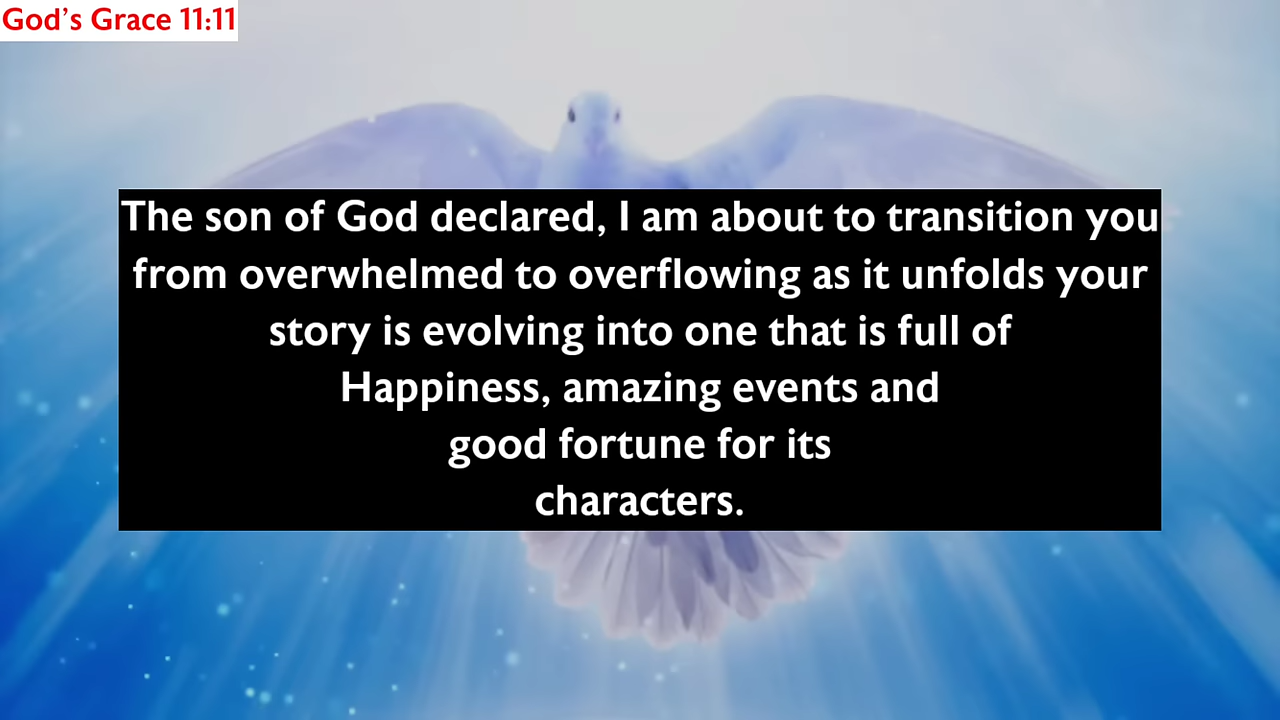 God's Grace 11:11
The son of God declared, I am about to transition you
from overwhelmed to overflowing as it unfolds your
story is evolving into one that is full of
Happiness, amazing events and
good fortune for its
characters.